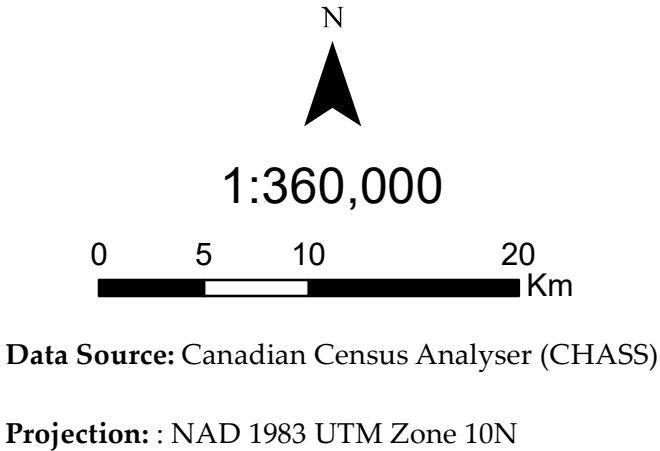 N
1:360,000
0 5 10 20
Km
Data Source: Canadian Census Analyser (CHASS)
Projection: : NAD 1983 UTM Zone 10N